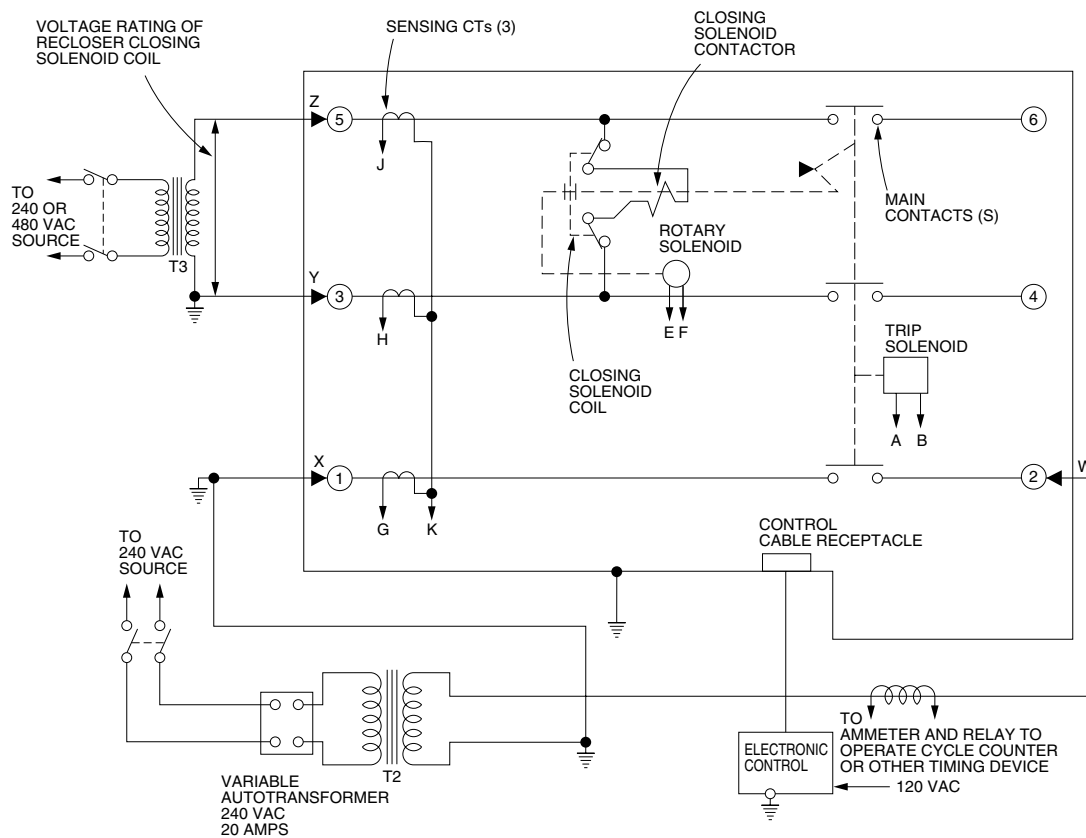 VOLTAGE RATING OF
RECLOSER CLOSING
SOLENOID COIL
SENSING CTs (3)
CLOSING
SOLENOID
CONTACTOR
Z
5
6
J
TO
240 OR
480 VAC
SOURCE
T3
MAIN
CONTACTS (S)
ROTARY
SOLENOID
Y
3
4
H
E F
CLOSING
SOLENOID
COIL
TRIP
SOLENOID
A B
X
1
2
W
G K
TO
240 VAC
SOURCE
CONTROL
CABLE RECEPTACLE
T2
VARIABLE
AUTOTRANSFORMER
240 VAC
20 AMPS
TO
AMMETER AND RELAY TO
OPERATE CYCLE COUNTER
OR OTHER TIMING DEVICE
ELECTRONIC
CONTROL
120 VAC